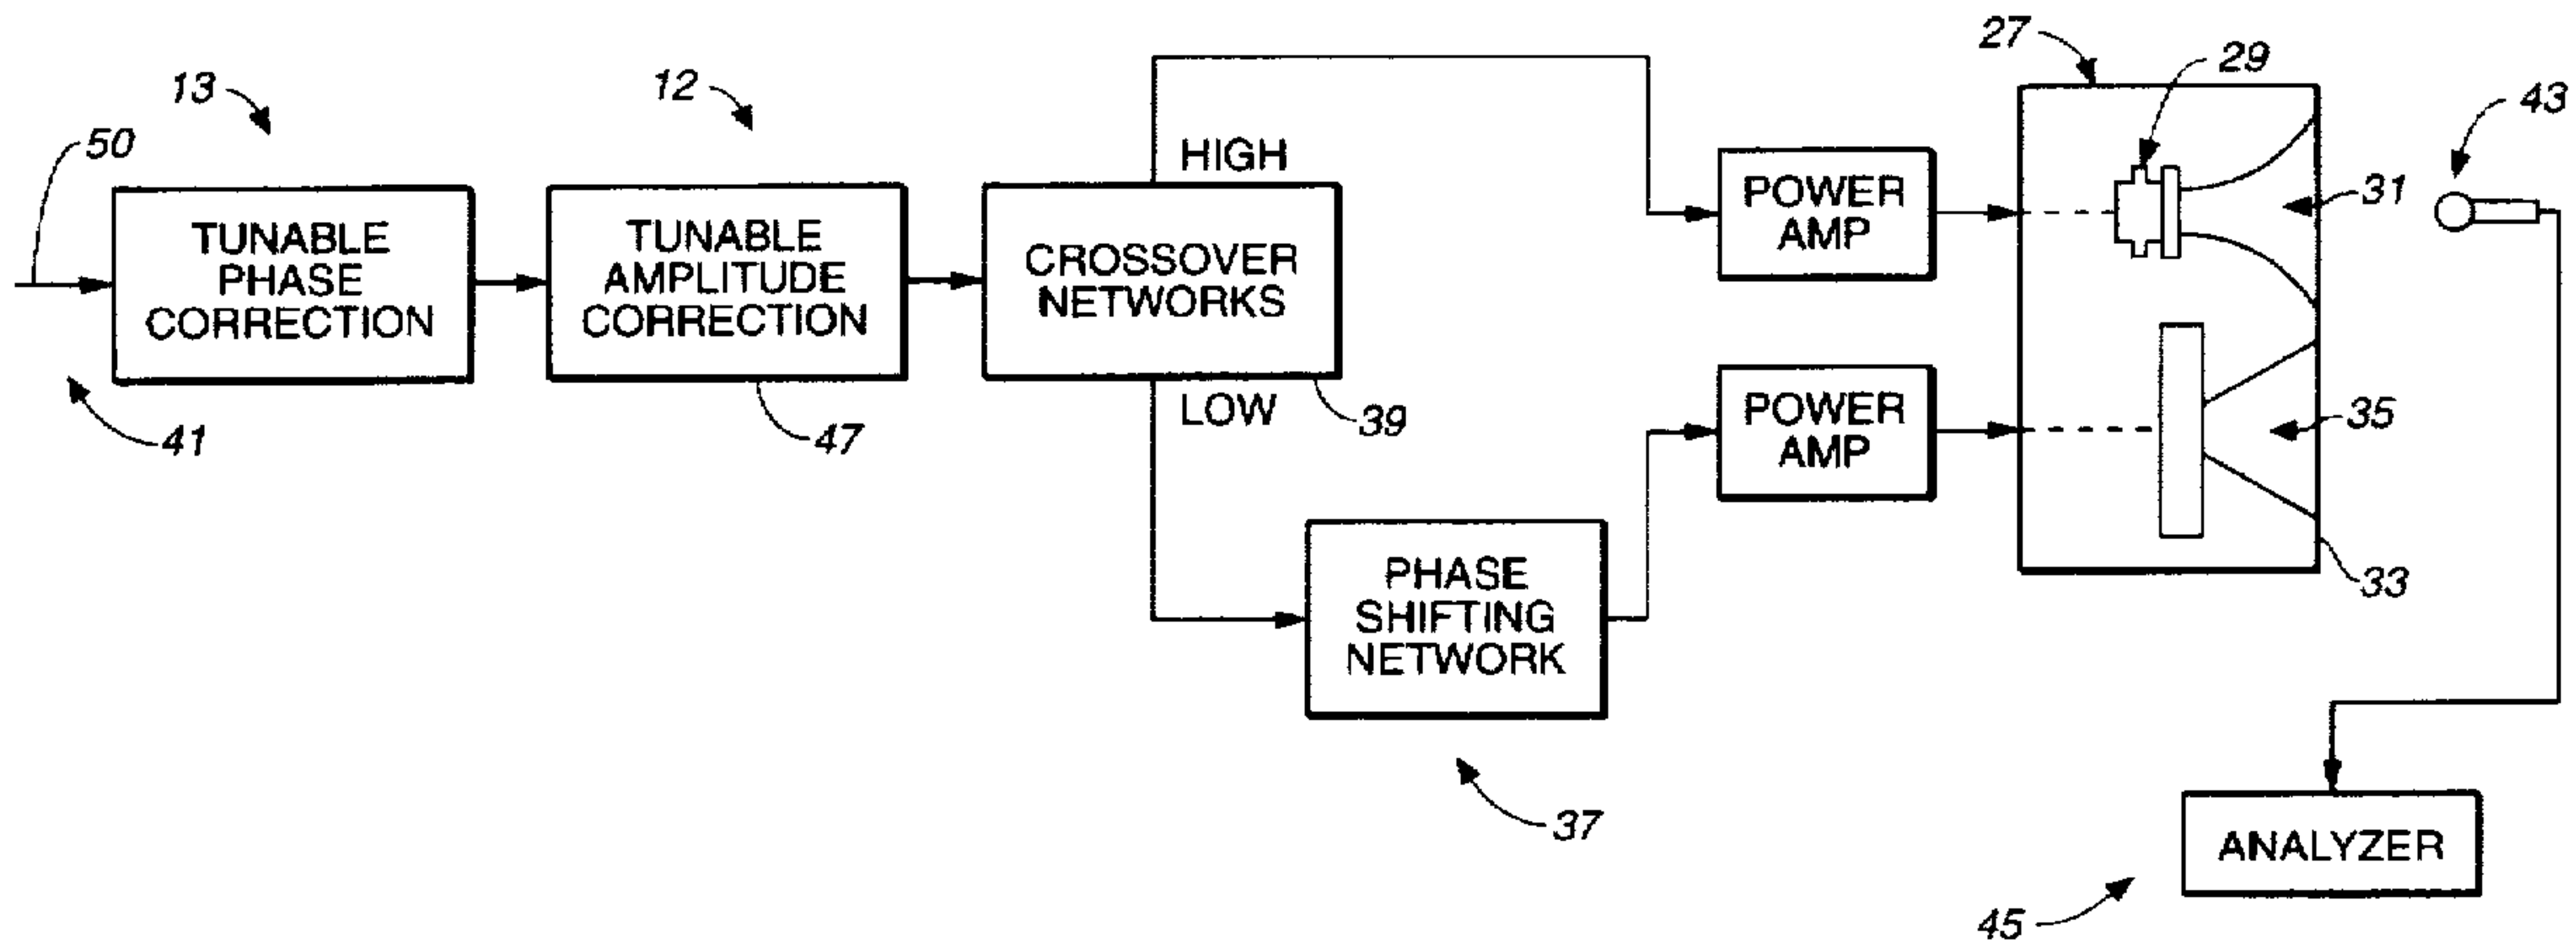 13
50
TUNABLE
PHASE
CORRECTION
41
12
TUNABLE
AMPLITUDE
CORRECTION
47
HIGH
CROSSOVER
NETWORKS
LOW
39
PHASE
SHIFTING
NETWORK
37
POWER
AMP
POWER
AMP
27
29
31
35
33
43
ANALYZER
45